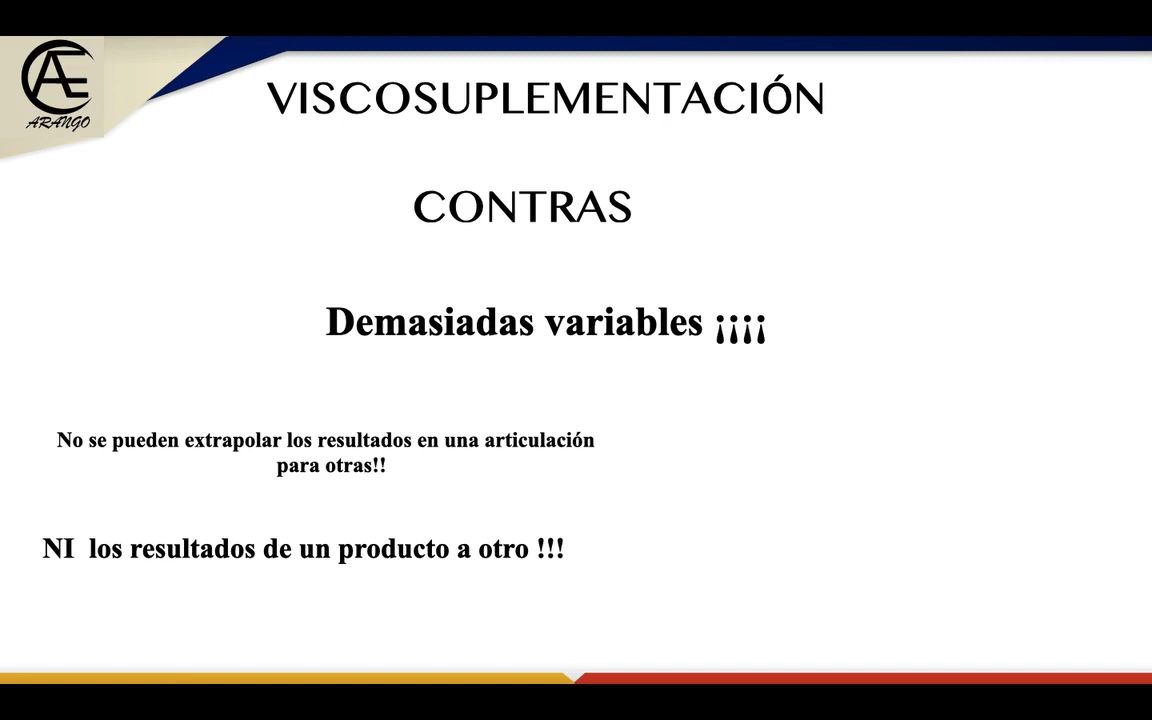 AE
ARANGO
VISCOSUPLEMENTACIÓN
CONTRAS
Demasiadas variables ¡¡¡¡
No se pueden extrapolar los resultados en una articulación
para otras!!
NI los resultados de un producto a otro !!!